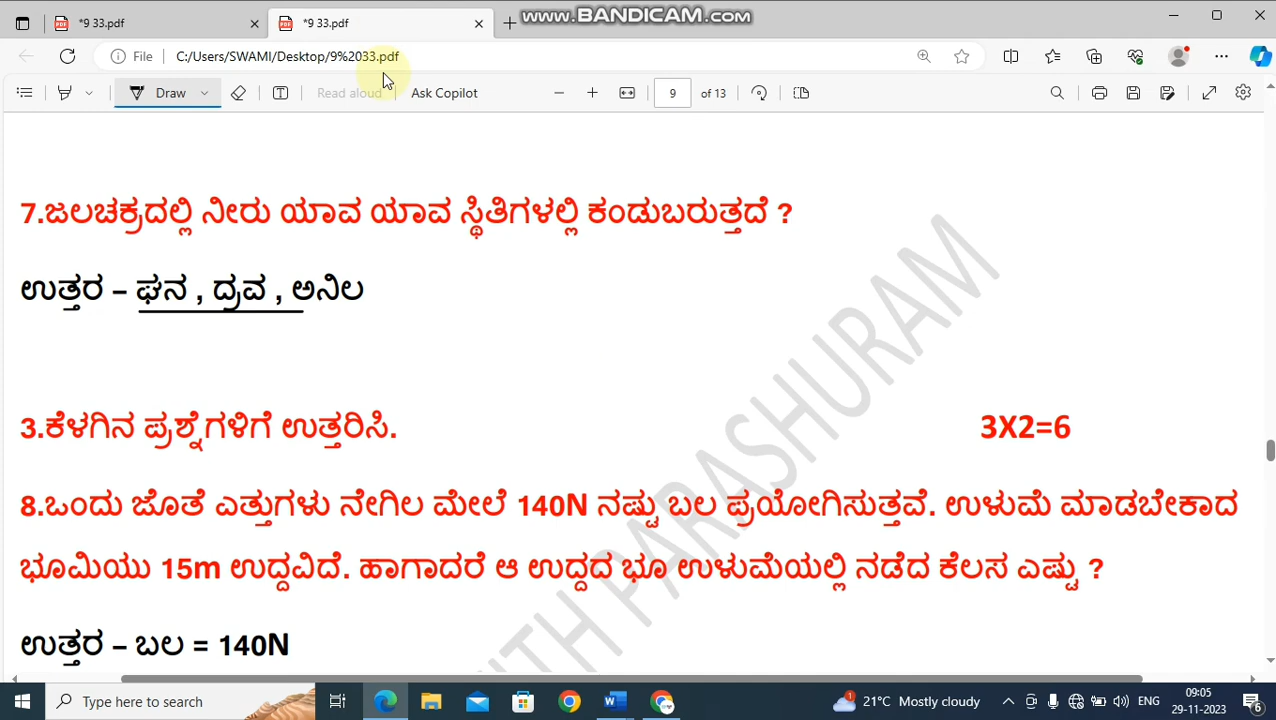 www.BANDICAM.com
*9 33.pdf
*9 33.pdf
File
C:/Users/SWAMI/Desktop/9%2033.pdf
Draw
Read aloud
Ask Copilot
9 of 13
7.ಜಲಚಕ್ರದಲ್ಲಿ ನೀರು ಯಾವ ಯಾವ ಸ್ಥಿತಿಗಳಲ್ಲಿ ಕಂಡುಬರುತ್ತದೆ ?
ಉತ್ತರ – ಘನ , ದ್ರವ , ಅನಿಲ
3.ಕೆಳಗಿನ ಪ್ರಶ್ನೆಗಳಿಗೆ ಉತ್ತರಿಸಿ. 3X2=6
8.ಒಂದು ಜೊತೆ ಎತ್ತುಗಳು ನೇಗಿಲ ಮೇಲೆ 140N ನಷ್ಟು ಬಲ ಪ್ರಯೋಗಿಸುತ್ತವೆ. ಉಳುಮೆ ಮಾಡಬೇಕಾದ
ಭೂಮಿಯು 15m ಉದ್ದವಿದೆ. ಹಾಗಾದರೆ ಆ ಉದ್ದದ ಭೂ ಉಳುಮೆಯಲ್ಲಿ ನಡೆದ ಕೆಲಸ ಎಷ್ಟು ?
ಉತ್ತರ – ಬಲ = 140N
ITH PARASHURAM
Type here to search
21°C Mostly cloudy
ENG
09:05
29-11-2023
6